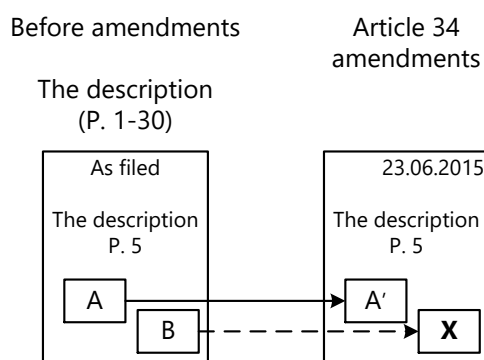 Before amendments
The description
(P. 1-30)
As filed
The description
P. 5
A
B
Article 34
amendments
23.06.2015
The description
P. 5
A′
X